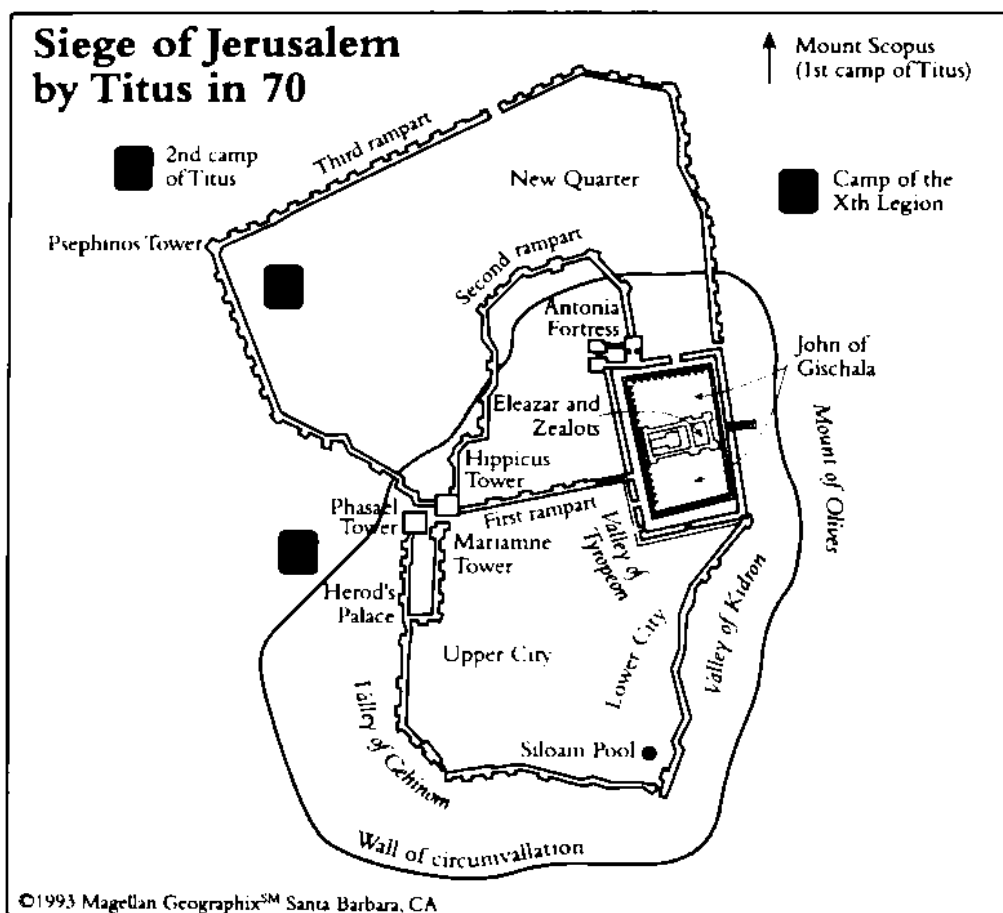 Siege of Jerusalem
by Titus in 70
Mount Scopus
(1st camp of Titus)
Third rampart
2nd camp
of Titus
New Quarter
Camp of the
Xth Legion
Psephinos Tower
Second rampart
Antonia
Fortress
John of
Gischala
Eleazar and
Zealots
Mount of Olives
Hippicus
Tower
Phasael
Tower
First rampart
Mariamne
Tower
Valley of
Tyropeon
Herod's
Palace
Valley of Kidron
Lower City
Upper City
Valley of Gehinom
Siloam Pool
Wall of circumvallation
©1993 Magellan Geographix℠ Santa Barbara, CA